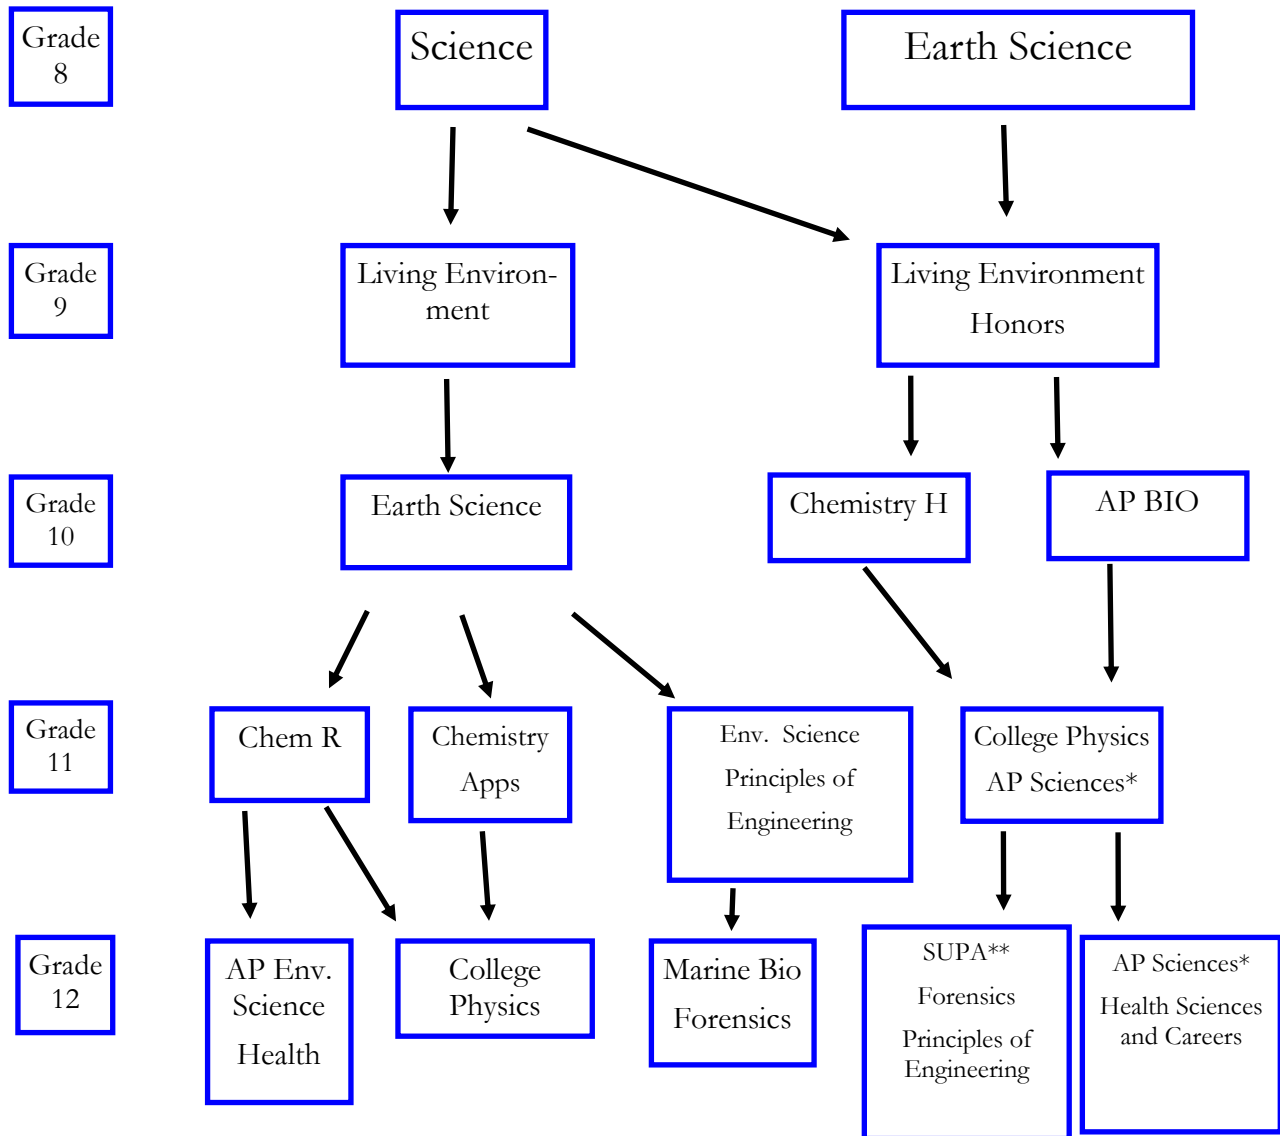 Grade
8
Science
Earth Science
Grade
9
Living Environ-
ment
Living Environment
Honors
Grade
10
Earth Science
Chemistry H
AP BIO
Grade
11
Chem R
Chemistry
Apps
Env. Science
Principles of
Engineering
College Physics
AP Sciences*
Grade
12
AP Env.
Science
Health
College
Physics
Marine Bio
Forensics
SUPA**
Forensics
Principles of
Engineering
AP Sciences*
Health Sciences
and Careers